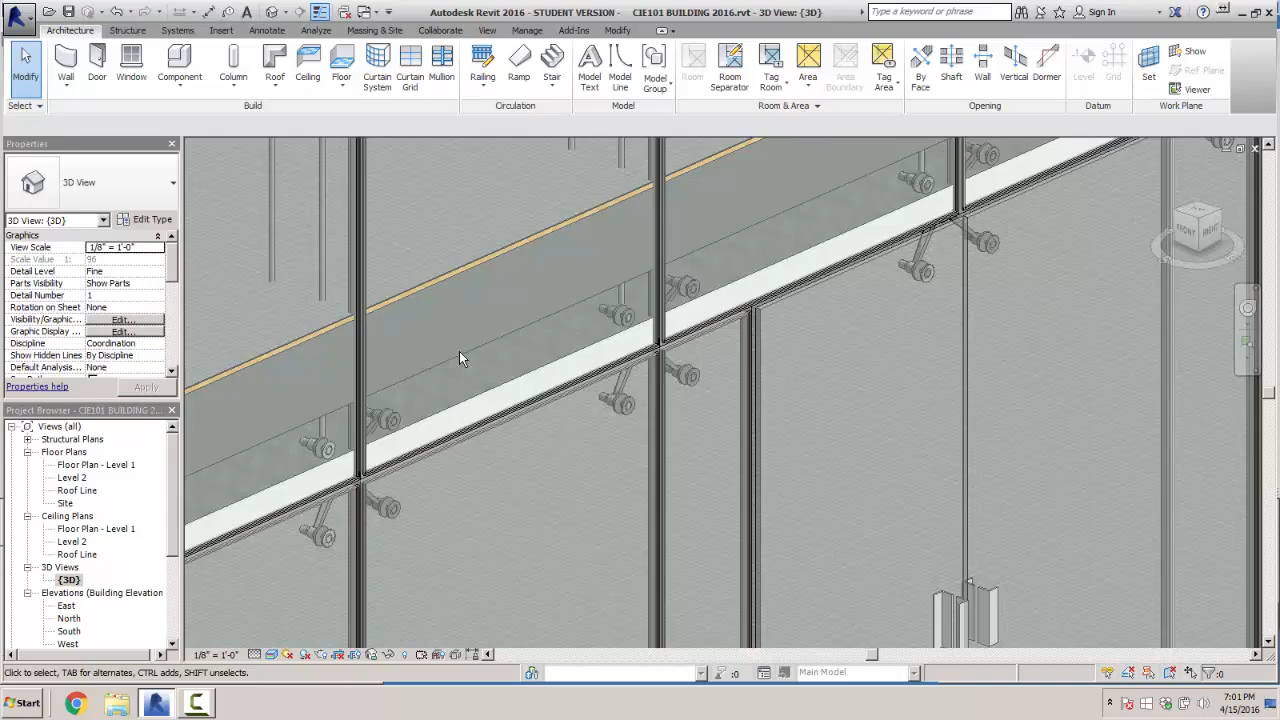 Autodesk Revit 2016 - STUDENT VERSION - CIE101 BUILDING 2016.rvt - 3D View: {3D}
Type a keyword or phrase
Sign In
Architecture Structure Systems Insert Annotate Analyze Massing & Site Collaborate View Manage Add-Ins Modify
Modify
Wall
Door
Window
Component
Column
Roof
Ceiling
Floor
Curtain System
Curtain Grid
Mullion
Railing
Ramp
Stair
Model Text
Model Line
Model Group
Room
Room Separator
Tag Room
Area
Area Boundary
Tag Area
By Face
Shaft
Wall
Vertical
Dormer
Level
Grid
Set
Show
Ref Plane
Viewer
Select
Build
Circulation
Model
Room & Area
Opening
Datum
Work Plane
Properties
3D View
3D View: {3D}
Edit Type
Graphics
View Scale 1/8" = 1'-0"
Scale Value 1: 96
Detail Level Fine
Parts Visibility Show Parts
Detail Number 1
Rotation on Sheet None
Visibility/Graphic... Edit...
Graphic Display ... Edit...
Discipline Coordination
Show Hidden Lines By Discipline
Default Analysis... None
Properties help
Apply
Project Browser - CIE101 BUILDING 2...
Views (all)
Structural Plans
Floor Plans
Floor Plan - Level 1
Level 2
Roof Line
Site
Ceiling Plans
Floor Plan - Level 1
Level 2
Roof Line
3D Views
{3D}
Elevations (Building Elevation
East
North
South
West
FRONT
RIGHT
1/8" = 1'-0"
Click to select, TAB for alternates, CTRL adds, SHIFT unselects.
:0
Main Model
:0
Start
7:01 PM
4/15/2016